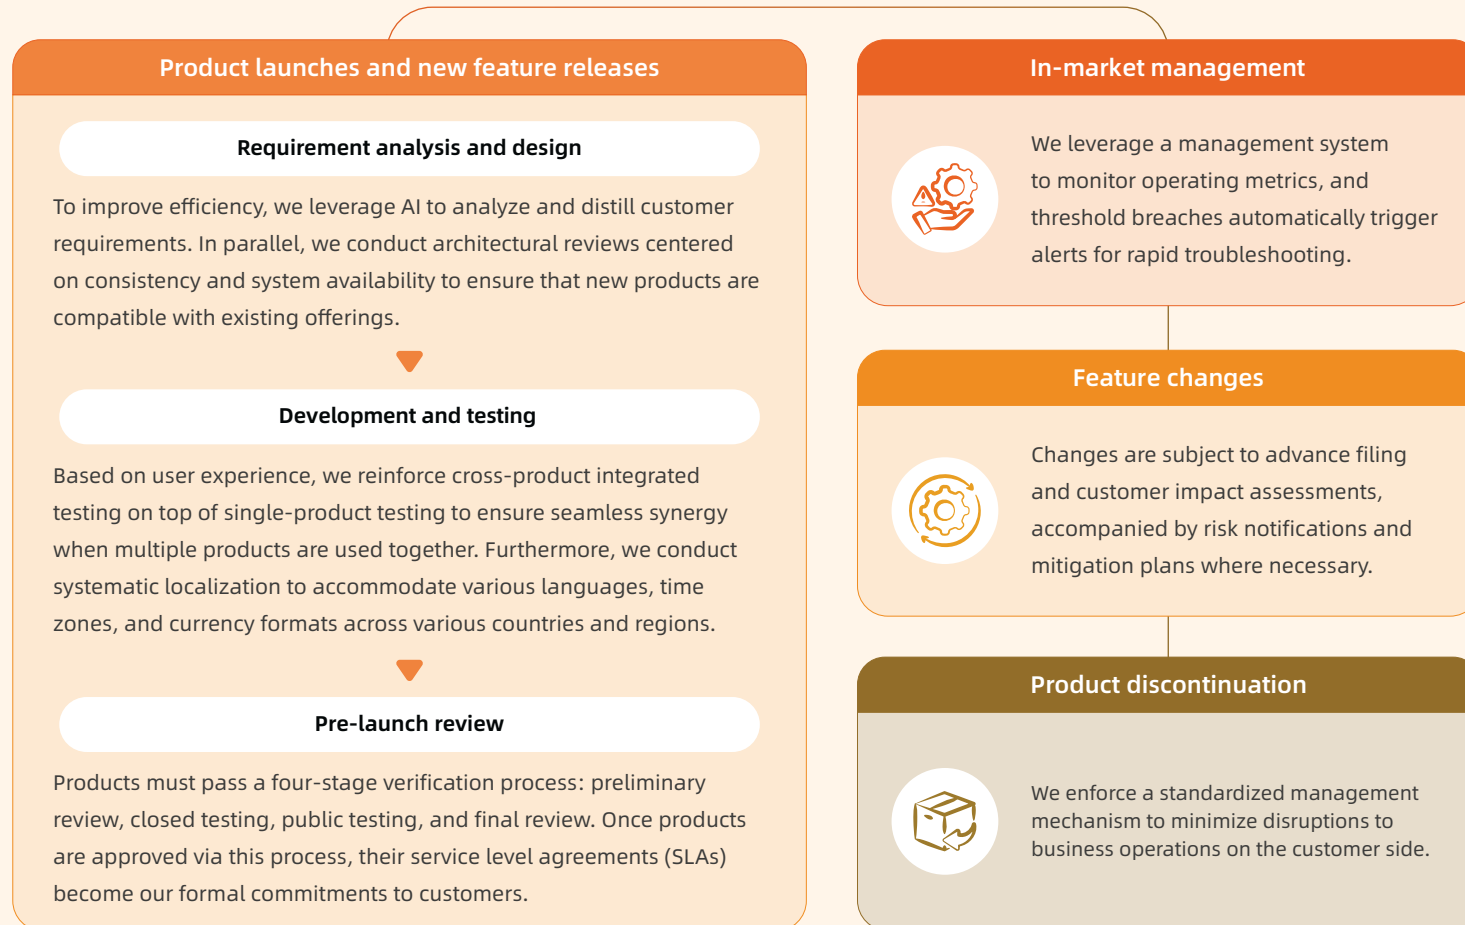 Product launches and new feature releases
Requirement analysis and design
To improve efficiency, we leverage AI to analyze and distill customer
requirements. In parallel, we conduct architectural reviews centered
on consistency and system availability to ensure that new products are
compatible with existing offerings.
Development and testing
Based on user experience, we reinforce cross-product integrated
testing on top of single-product testing to ensure seamless synergy
when multiple products are used together. Furthermore, we conduct
systematic localization to accommodate various languages, time
zones, and currency formats across various countries and regions.
Pre-launch review
Products must pass a four-stage verification process: preliminary
review, closed testing, public testing, and final review. Once products
are approved via this process, their service level agreements (SLAs)
become our formal commitments to customers.
In-market management
We leverage a management system
to monitor operating metrics, and
threshold breaches automatically trigger
alerts for rapid troubleshooting.
Feature changes
Changes are subject to advance filing
and customer impact assessments,
accompanied by risk notifications and
mitigation plans where necessary.
Product discontinuation
We enforce a standardized management
mechanism to minimize disruptions to
business operations on the customer side.